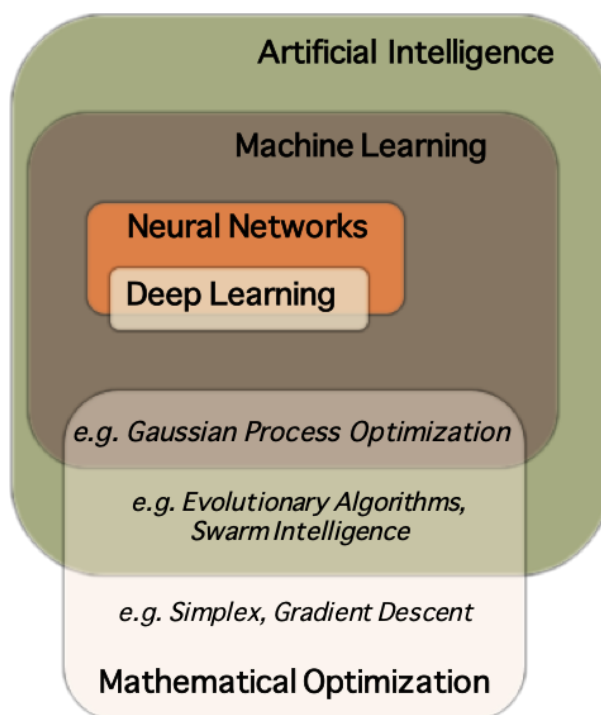 Artificial Intelligence
Machine Learning
Neural Networks
Deep Learning
e.g. Gaussian Process Optimization
e.g. Evolutionary Algorithms,
Swarm Intelligence
e.g. Simplex, Gradient Descent
Mathematical Optimization